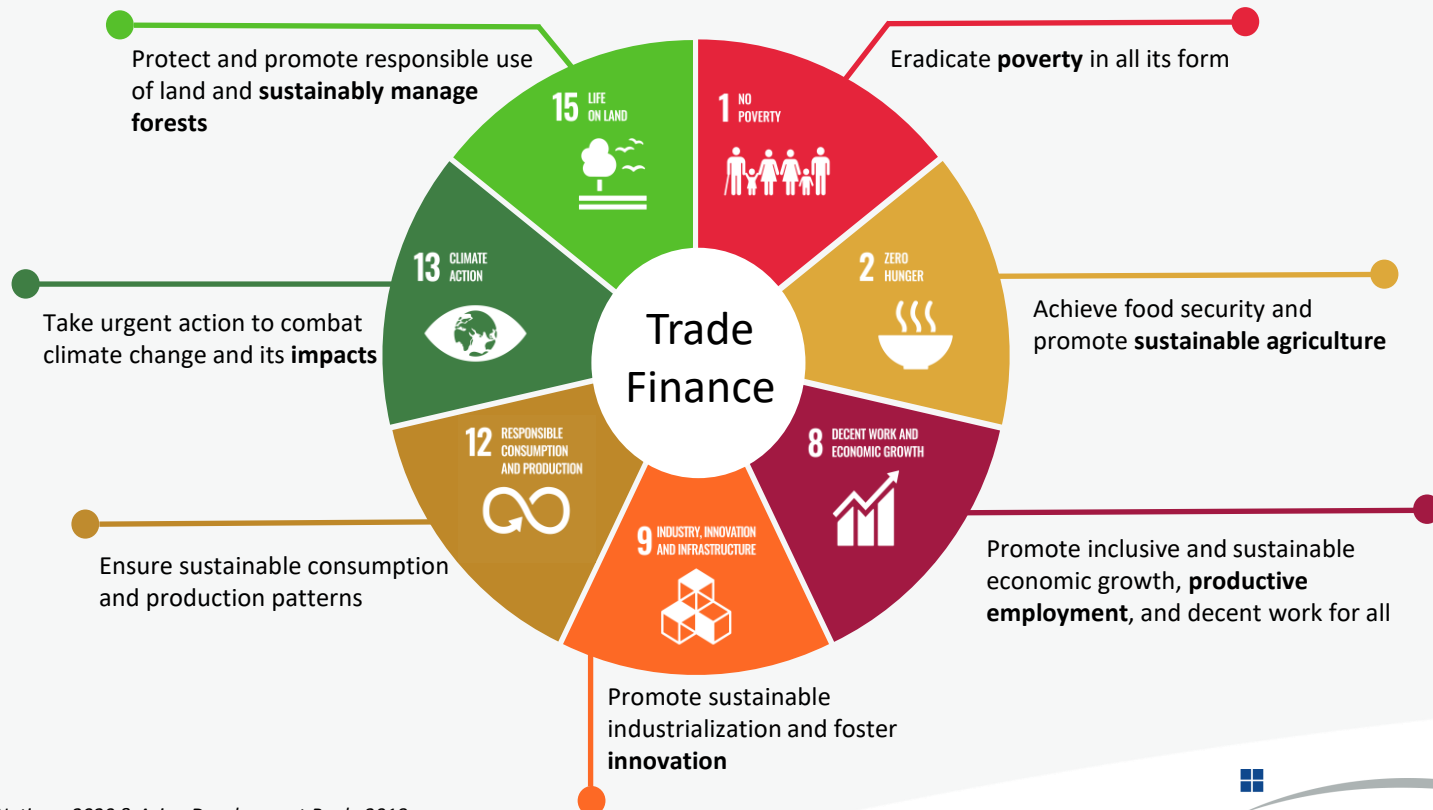 Protect and promote responsible use
of land and sustainably manage
forests
Eradicate poverty in all its form
15 LIFE
ON LAND
1 NO
POVERTY
13 CLIMATE
ACTION
2 ZERO
HUNGER
Take urgent action to combat
climate change and its impacts
Trade
Finance
Achieve food security and
promote sustainable agriculture
12 RESPONSIBLE
CONSUMPTION
AND PRODUCTION
8 DECENT WORK AND
ECONOMIC GROWTH
9 INDUSTRY, INNOVATION
AND INFRASTRUCTURE
Ensure sustainable consumption
and production patterns
Promote inclusive and sustainable
economic growth, productive
employment, and decent work for all
Promote sustainable
industrialization and foster
innovation